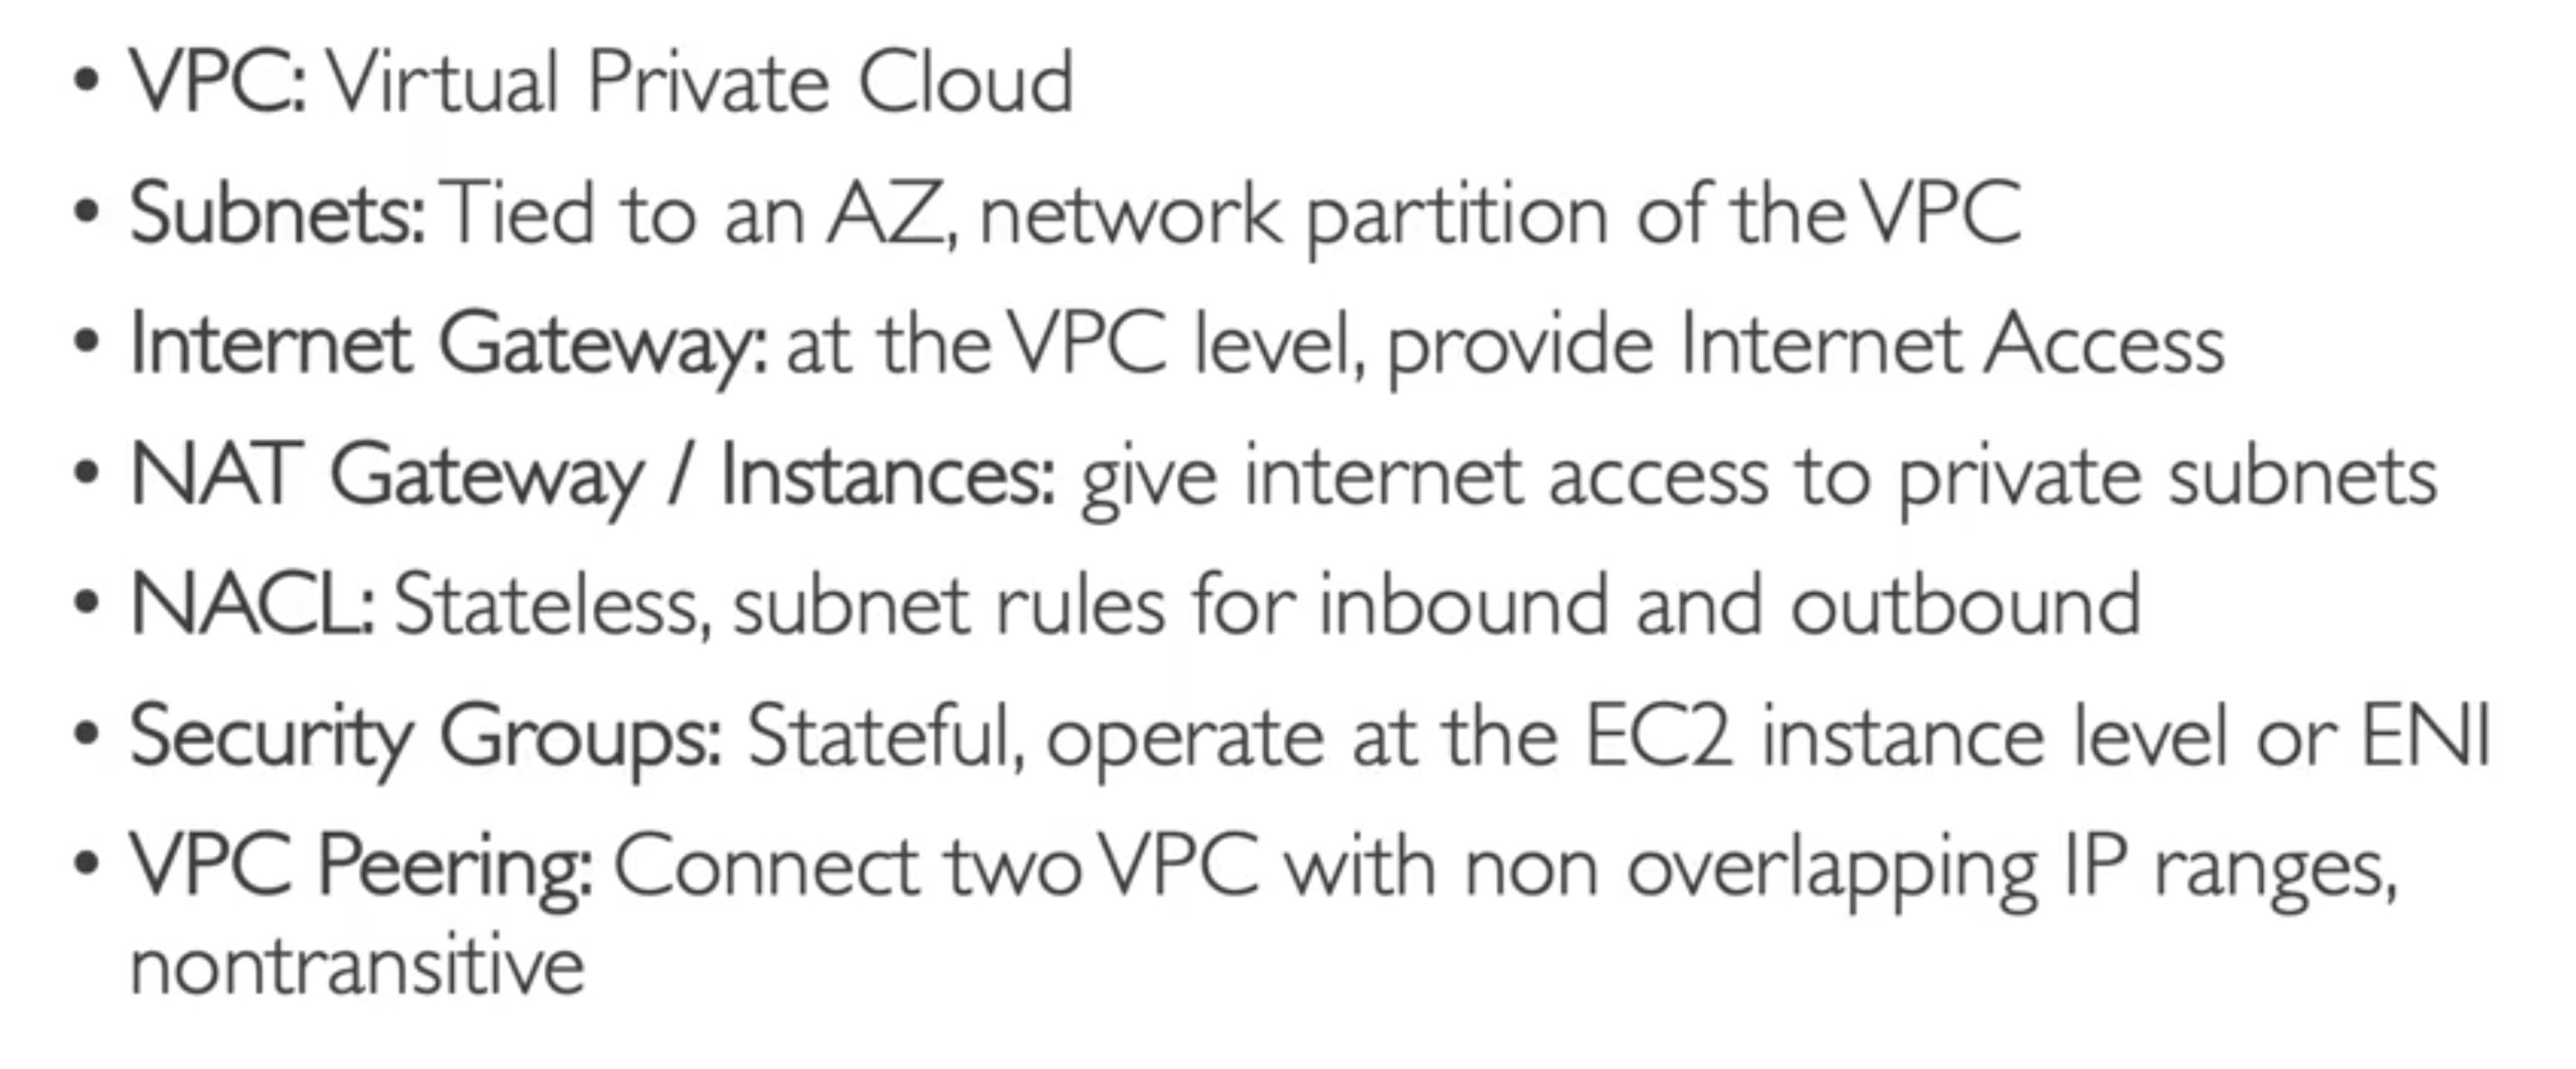 • VPC: Virtual Private Cloud
• Subnets: Tied to an AZ, network partition of the VPC
• Internet Gateway: at the VPC level, provide Internet Access
• NAT Gateway / Instances: give internet access to private subnets
• NACL: Stateless, subnet rules for inbound and outbound
• Security Groups: Stateful, operate at the EC2 instance level or ENI
• VPC Peering: Connect two VPC with non overlapping IP ranges,
nontransitive